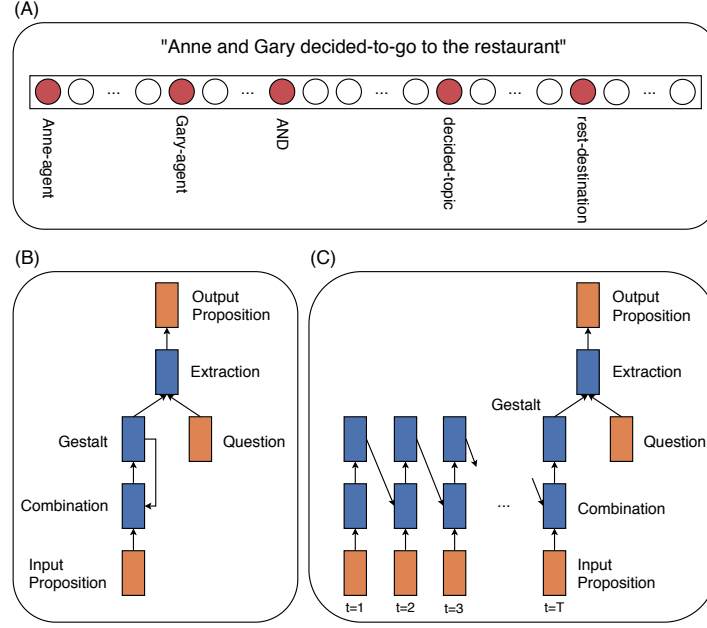 (A)
"Anne and Gary decided-to-go to the restaurant"
... ... ... ... ...
Anne-agent
Gary-agent
AND
decided-topic
rest-destination
(B)
Output
Proposition
Extraction
Gestalt
Question
Combination
Input
Proposition
(C)
Output
Proposition
Extraction
Gestalt
Question
...
Combination
Input
Proposition
t=1 t=2 t=3 t=T